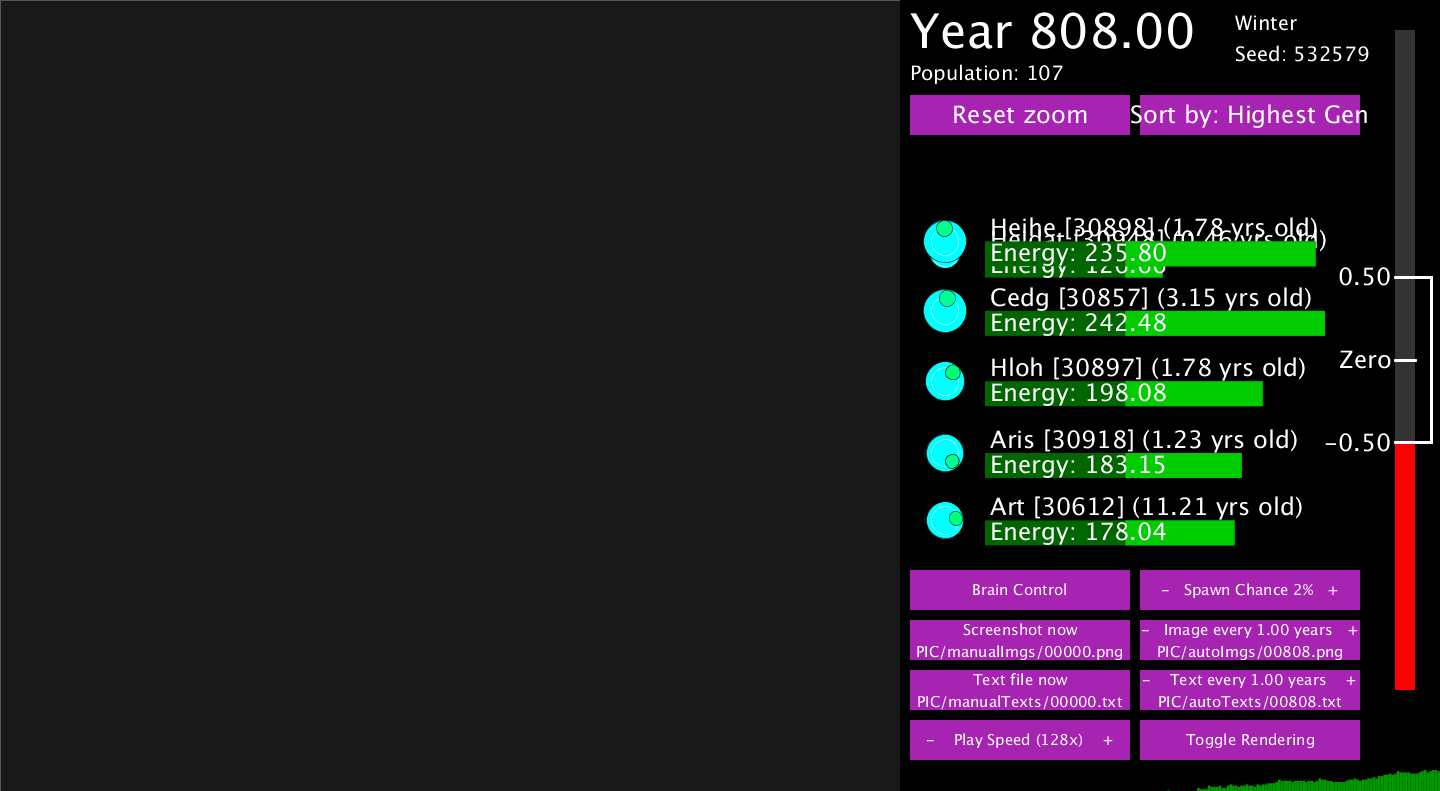 Year 808.00
Winter
Seed: 532579
Population: 107
Reset zoom
Sort by: Highest Gen
Heihe [30898] (1.78 yrs old)
Energy: 235.80
Cedg [30857] (3.15 yrs old)
Energy: 242.48
Hloh [30897] (1.78 yrs old)
Energy: 198.08
Aris [30918] (1.23 yrs old)
Energy: 183.15
Art [30612] (11.21 yrs old)
Energy: 178.04
0.50
Zero
−0.50
Brain Control
- Spawn Chance 2% +
Screenshot now
PIC/manualImgs/00000.png
- Image every 1.00 years +
PIC/autoImgs/00808.png
Text file now
PIC/manualTexts/00000.txt
- Text every 1.00 years +
PIC/autoTexts/00808.txt
- Play Speed (128x) +
Toggle Rendering